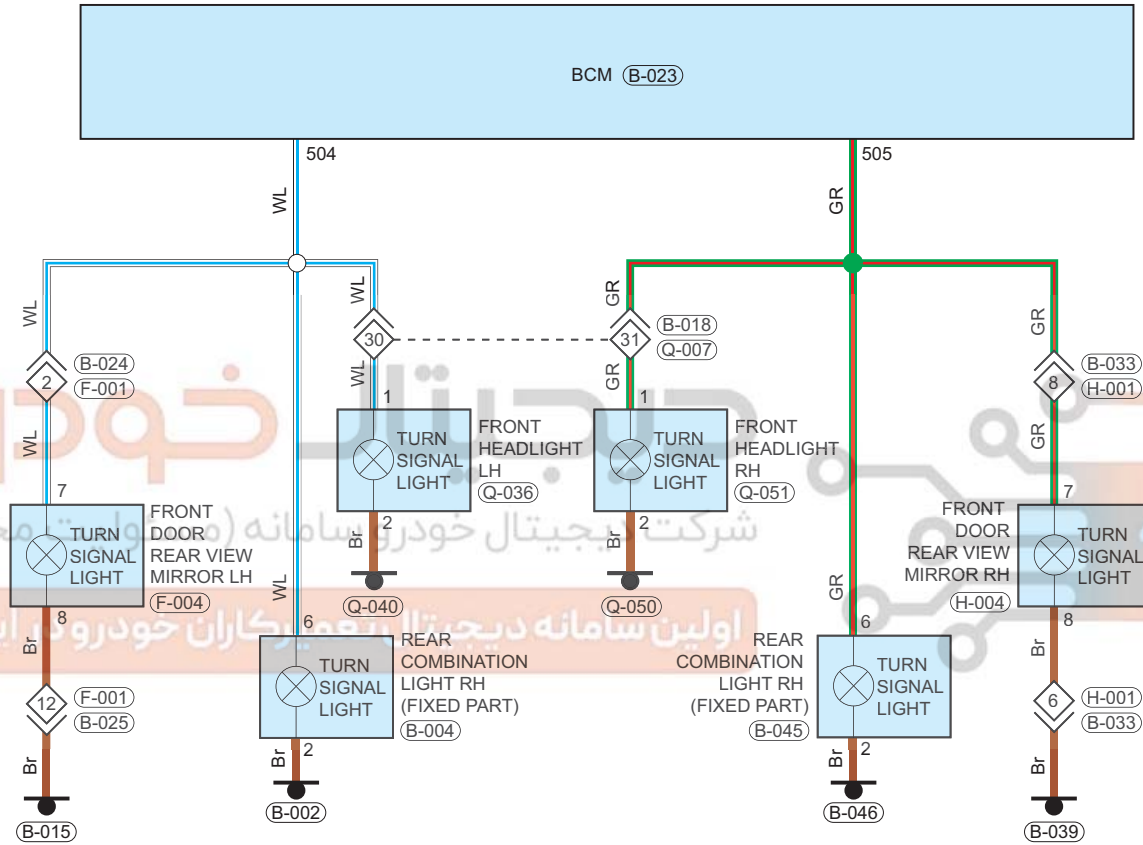 BCM B-023
504
505
WL
GR
WL
WL
GR
GR
30
31
B-018
Q-007
2
B-024
F-001
8
B-033
H-001
WL
WL
GR
GR
دیجیتال خودرو
1
TURN
SIGNAL
LIGHT
FRONT
HEADLIGHT
LH
Q-036
2
Br
Q-040
1
TURN
SIGNAL
LIGHT
FRONT
HEADLIGHT
RH
Q-051
2
Br
Q-050
شرکت دیجیتال خودرو سامانه
7
TURN
SIGNAL
LIGHT
FRONT
DOOR
REAR VIEW
MIRROR LH
F-004
8
Br
12
F-001
B-025
Br
B-015
7
FRONT
DOOR
REAR VIEW
MIRROR RH
H-004
TURN
SIGNAL
LIGHT
8
Br
6
H-001
B-033
Br
B-039
اولین سامانه دیجیتال تعمیرکاران خودرو در
WL
6
TURN
SIGNAL
LIGHT
REAR
COMBINATION
LIGHT RH
(FIXED PART)
B-004
2
Br
B-002
GR
6
REAR
COMBINATION
LIGHT RH
(FIXED PART)
B-045
TURN
SIGNAL
LIGHT
2
Br
B-046